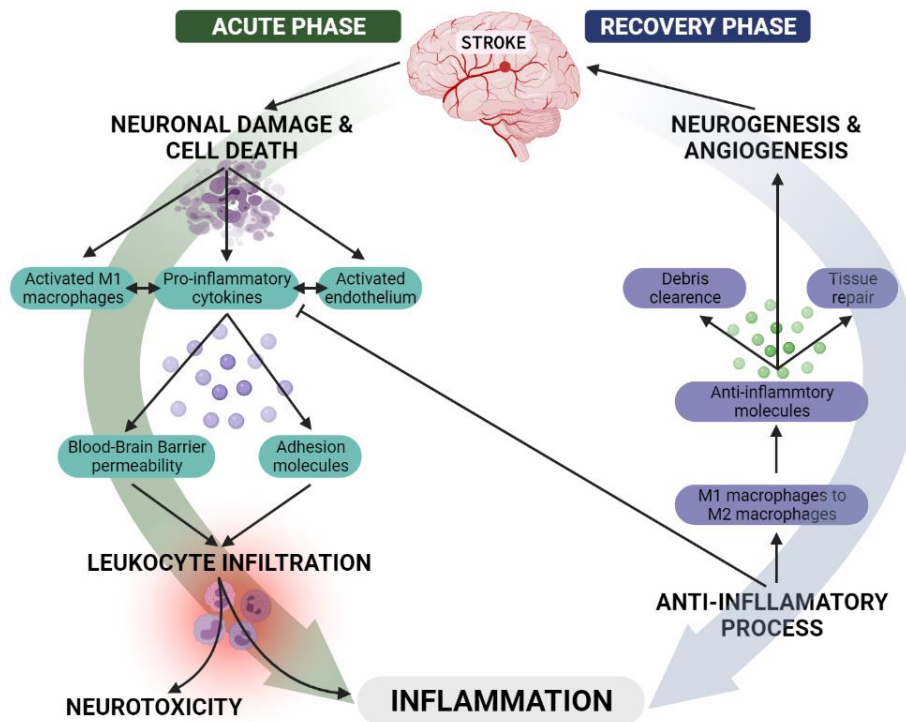 ACUTE PHASE
STROKE
RECOVERY PHASE
NEURONAL DAMAGE &
CELL DEATH
NEUROGENESIS &
ANGIOGENESIS
Activated M1
macrophages
Pro-inflammatory
cytokines
Activated
endothelium
Debris
clearence
Tissue
repair
Anti-inflammtory
molecules
Blood-Brain Barrier
permeability
Adhesion
molecules
M1 macrophages to
M2 macrophages
LEUKOCYTE INFILTRATION
ANTI-INFLLAMATORY
PROCESS
NEUROTOXICITY
INFLAMMATION